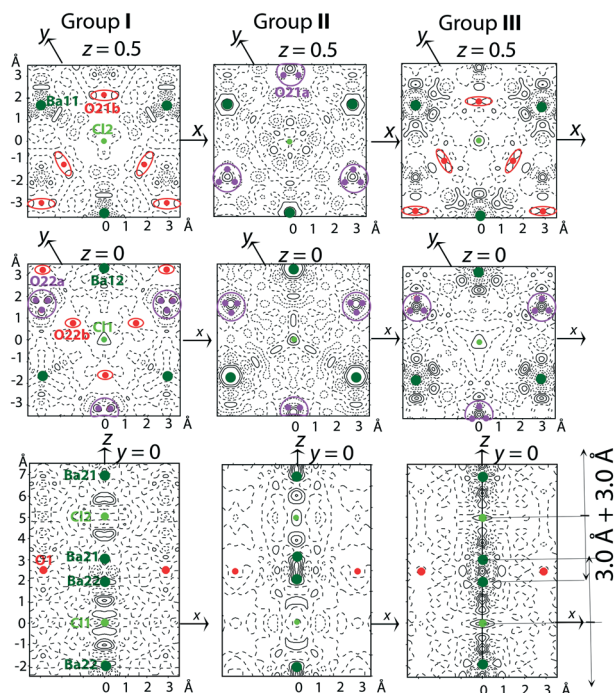 Group I Group II Group III
y z = 0.5 y z = 0.5 y z = 0.5
Å
3
2
1
0
-1
-2
-3
Ba11
O21b
Cl2
O21a
x x x
0 1 2 3 Å 0 1 2 3 Å 0 1 2 3 Å
y z = 0 y z = 0 y z = 0
Å
3
2
1
0
-1
-2
-3
O22a
Ba12
Cl1
O22b
x x x
0 1 2 3 Å 0 1 2 3 Å 0 1 2 3 Å
z y = 0 z y = 0 z y = 0
Å
7
6
5
4
3
2
1
0
-1
-2
Ba21
Cl2
O1
Ba21
Ba22
Cl1
Ba22
x x x
0 1 2 3 Å 0 1 2 3 Å 0 1 2 3 Å
3.0 Å + 3.0 Å